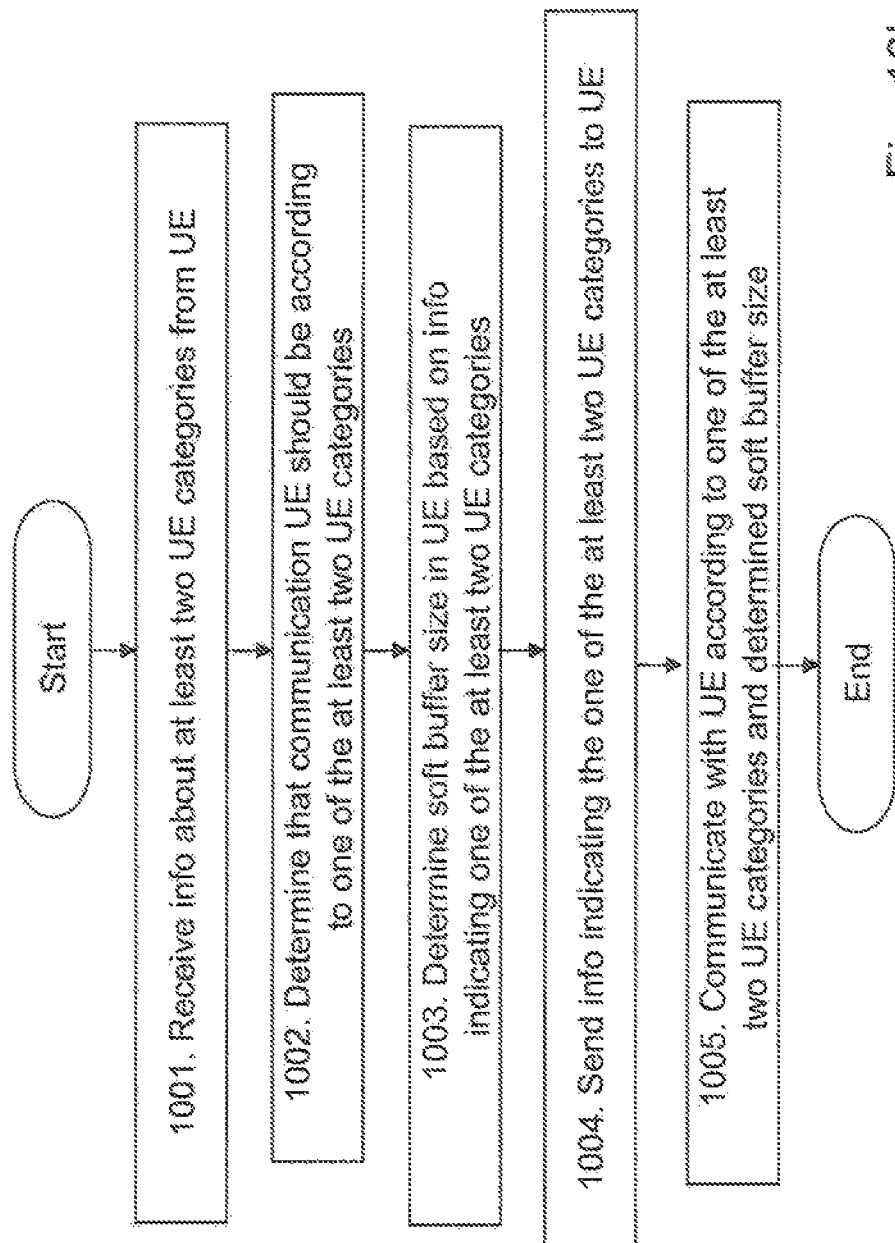 Start
1001. Receive info about at least two UE categories from UE
1002. Determine that communication UE should be according
to one of the at least two UE categories
1003. Determine soft buffer size in UE based on info
indicating one of the at least two UE categories
1004. Send info indicating the one of the at least two UE categories to UE
1005. Communicate with UE according to one of the at least
two UE categories and determined soft buffer size
End